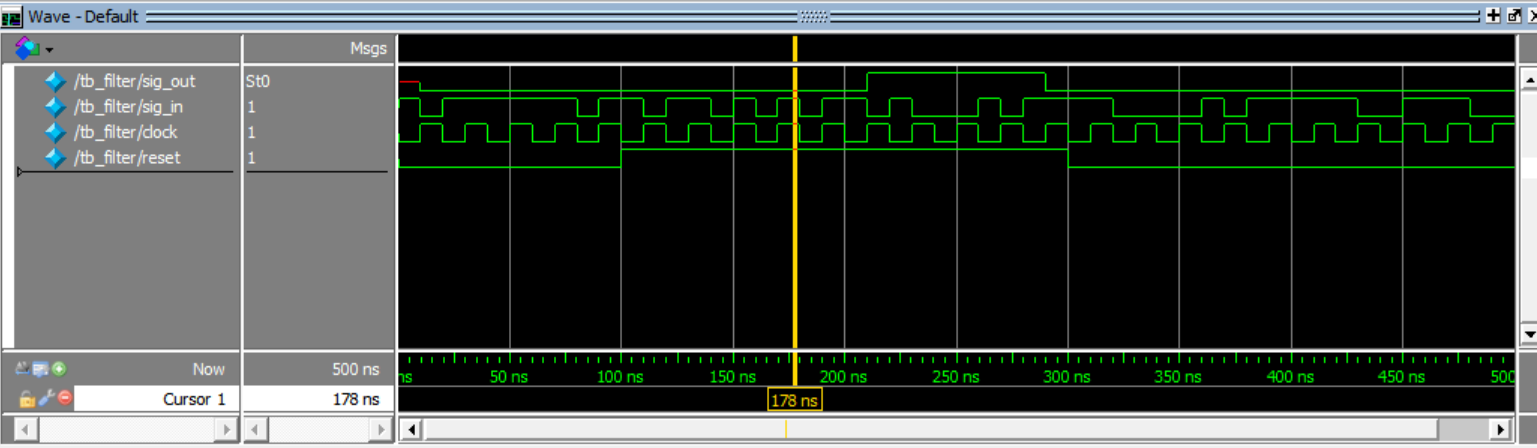 Wave - Default
Msgs
/tb_filter/sig_out St0
/tb_filter/sig_in 1
/tb_filter/clock 1
/tb_filter/reset 1
Now 500 ns
ns 50 ns 100 ns 150 ns 200 ns 250 ns 300 ns 350 ns 400 ns 450 ns 500
Cursor 1 178 ns 178 ns